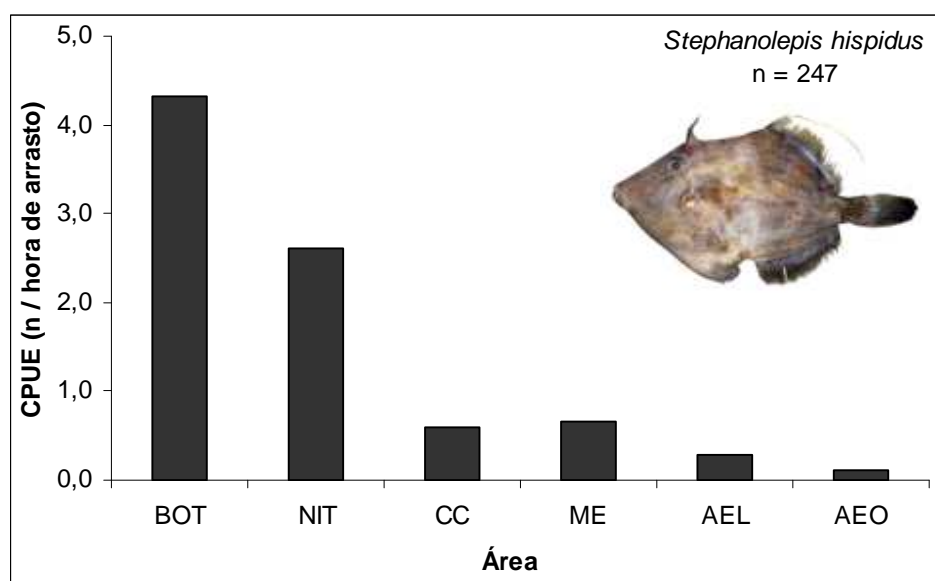 Stephanolepis hispidus
n = 247
CPUE (n / hora de arrasto)
5,0
4,0
3,0
2,0
1,0
0,0
BOT NIT CC ME AEL AEO
Área